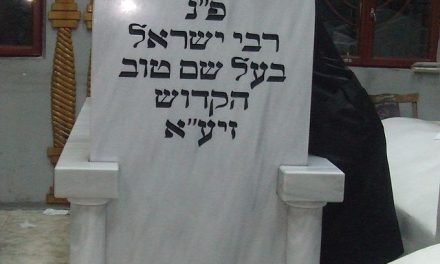 פ"נ
רבי ישראל
בעל שם טוב
הקדוש
זיע"א